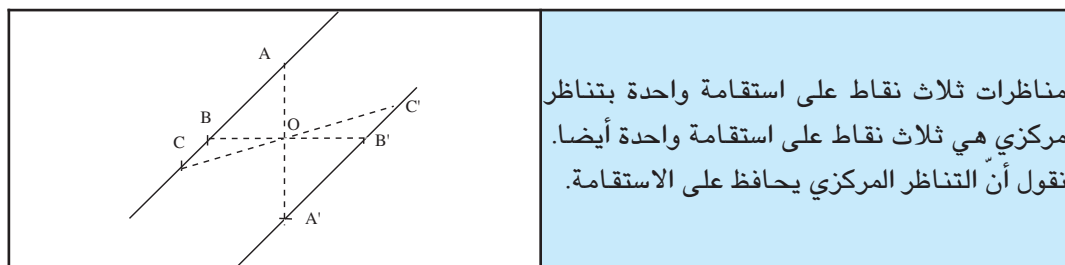 مناظرات ثلاث نقاط على استقامة واحدة بتناظر
مركزي هي ثلاث نقاط على استقامة واحدة أيضا.
نقول أنّ التناظر المركزي يحافظ على الاستقامة.
A
B
C
O
C'
B'
A'